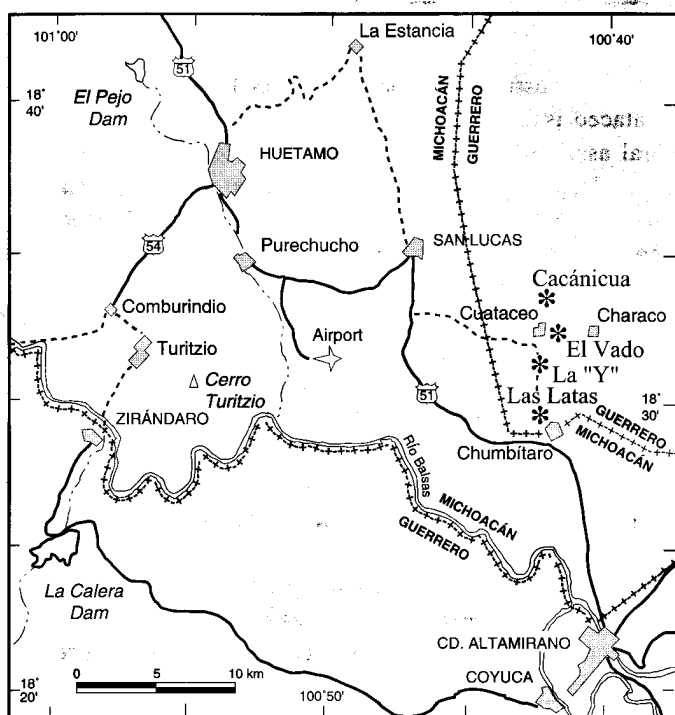 101° 00'
100° 40'
18°
40'
51
La Estancia
El Pejo
Dam
HUETAMO
MICHOACÁN
GUERRERO
54
Purechucho
SAN LUCAS
Cacánicua
Comburindio
Cuataceo
Characo
Airport
Turitzio
El Vado
La "Y"
Cerro
Turitzio
51
Las Latas
18°
30'
ZIRÁNDARO
GUERRERO
MICHOACÁN
Chumbítaro
Río Balsas
MICHOACÁN
GUERRERO
La Calera
Dam
CD. ALTAMIRANO
COYUCA
18°
20'
0 5 10 km
100° 50'